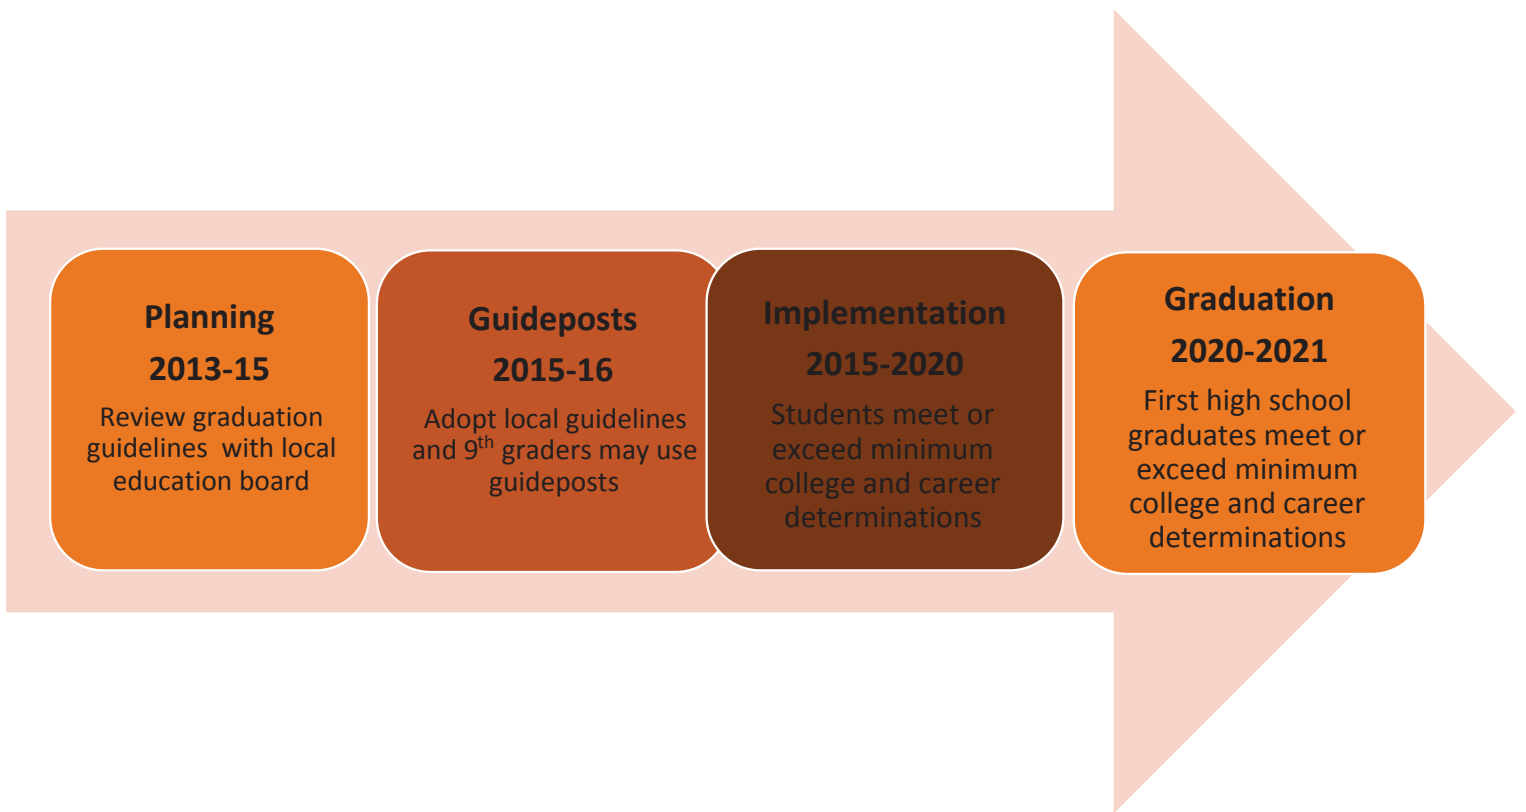 Planning
2013-15
Review graduation
guidelines  with local
education board
Guideposts
2015-16
Adopt local guidelines
and 9th graders may use
guideposts
Implementation
2015-2020
Students meet or
exceed minimum
college and career
determinations
Graduation
2020-2021
First high school
graduates meet or
exceed minimum
college and career
determinations